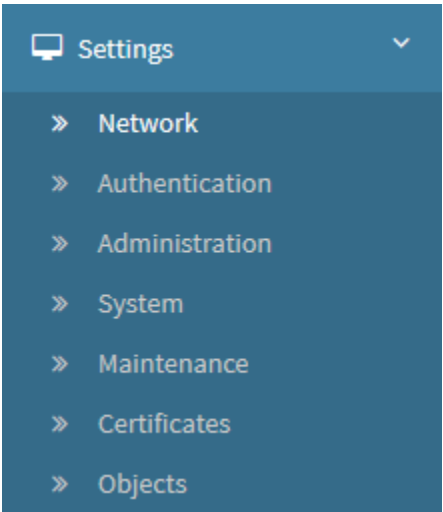 Settings
Network
Authentication
Administration
System
Maintenance
Certificates
Objects